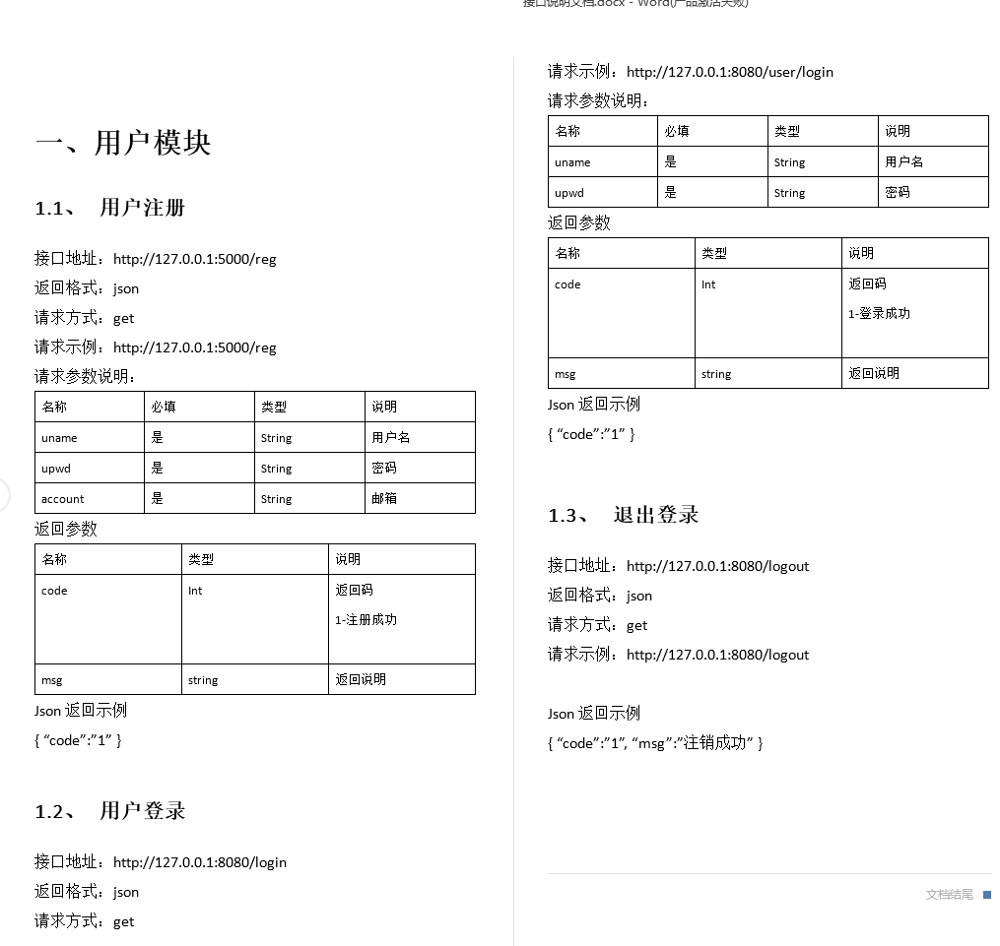 接口说明文档.docx - Word(产品激活失败)
一、用户模块
1.1、 用户注册
接口地址：http://127.0.0.1:5000/reg
返回格式：json
请求方式：get
请求示例：http://127.0.0.1:5000/reg
请求参数说明：
名称 必填 类型 说明
uname 是 String 用户名
upwd 是 String 密码
account 是 String 邮箱
返回参数
名称 类型 说明
code Int 返回码
1-注册成功
msg string 返回说明
Json 返回示例
{ “code”:”1” }
1.2、 用户登录
接口地址：http://127.0.0.1:8080/login
返回格式：json
请求方式：get
请求示例：http://127.0.0.1:8080/user/login
请求参数说明：
名称 必填 类型 说明
uname 是 String 用户名
upwd 是 String 密码
返回参数
名称 类型 说明
code Int 返回码
1-登录成功
msg string 返回说明
Json 返回示例
{ “code”:”1” }
1.3、 退出登录
接口地址：http://127.0.0.1:8080/logout
返回格式：json
请求方式：get
请求示例：http://127.0.0.1:8080/logout
Json 返回示例
{ “code”:”1”, “msg”:”注销成功” }
文档结尾